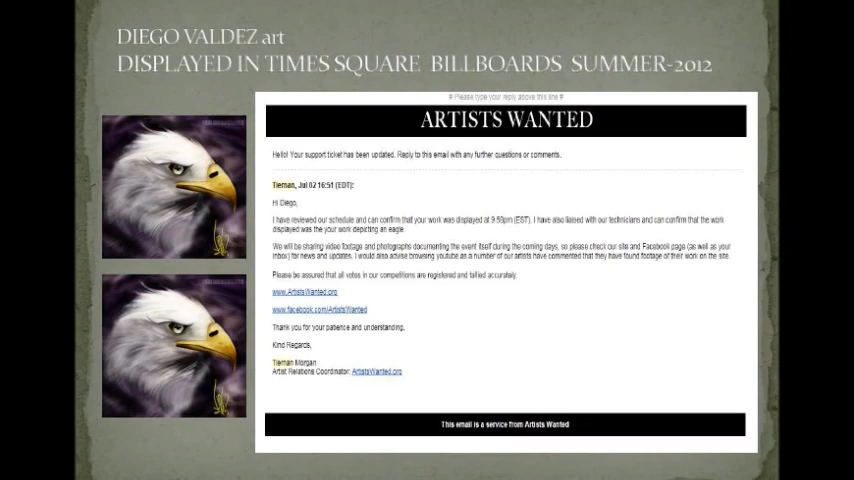 DIEGO VALDEZ art
DISPLAYED IN TIMES SQUARE BILLBOARDS SUMMER-2012
# Please type your reply above this line #
ARTISTS WANTED
Hello! Your support ticket has been updated. Reply to this email with any further questions or comments.
Tiernan, Jul 02 16:51 (EDT):
Hi Diego,
I have reviewed our schedule and can confirm that your work was displayed at 9:58pm (EST). I have also liaised with our technicians and can confirm that the work
displayed was the your work depicting an eagle.
We will be sharing video footage and photographs documenting the event itself during the coming days, so please check our site and Facebook page (as well as your
inbox) for news and updates. I would also advise browsing youtube as a number of our artists have commented that they have found footage of their work on the site.
Please be assured that all votes in our competitions are registered and tallied accurately.
www.ArtistsWanted.org
www.facebook.com/ArtistsWanted
Thank you for your patience and understanding,
Kind Regards,
Tiernan Morgan
Artist Relations Coordinator: ArtistsWanted.org
This email is a service from Artists Wanted